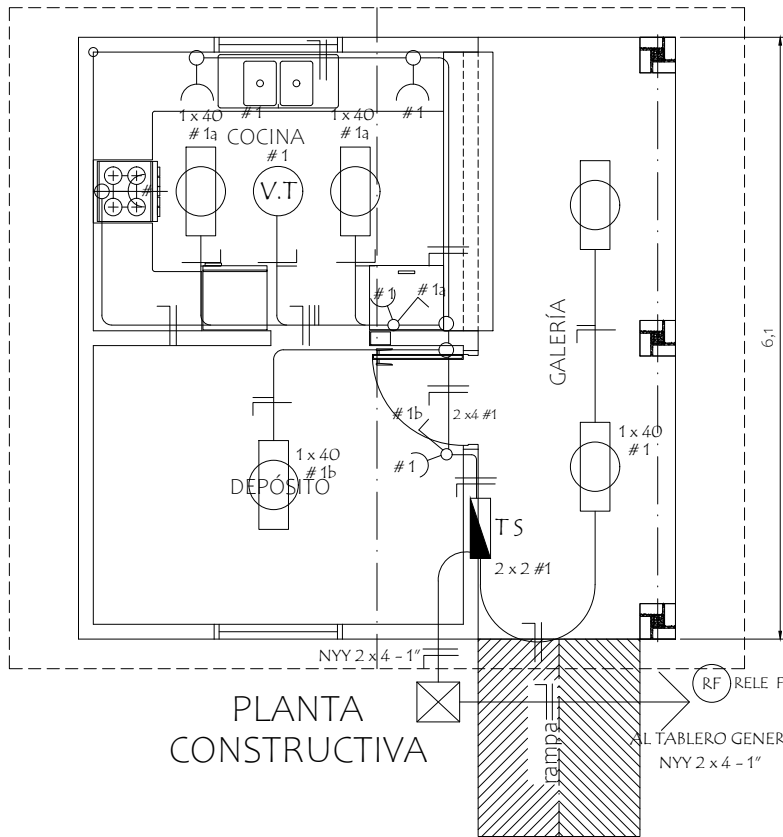 1 x 40
# 1a
# 1
COCINA
# 1
1 x 40
# 1a
# 1
#1
V.T
# 1
# 1a
GALERÍA
6,1
# 1b
2 x4 #1
#1
1 x 40
# 1b
DEPÓSITO
1 x 40
# 1
T S
2 x 2 #1
NYY 2 x 4 - 1"
PLANTA
CONSTRUCTIVA
RF RELE F
AL TABLERO GENER
NYY 2 x 4 - 1"
rampa